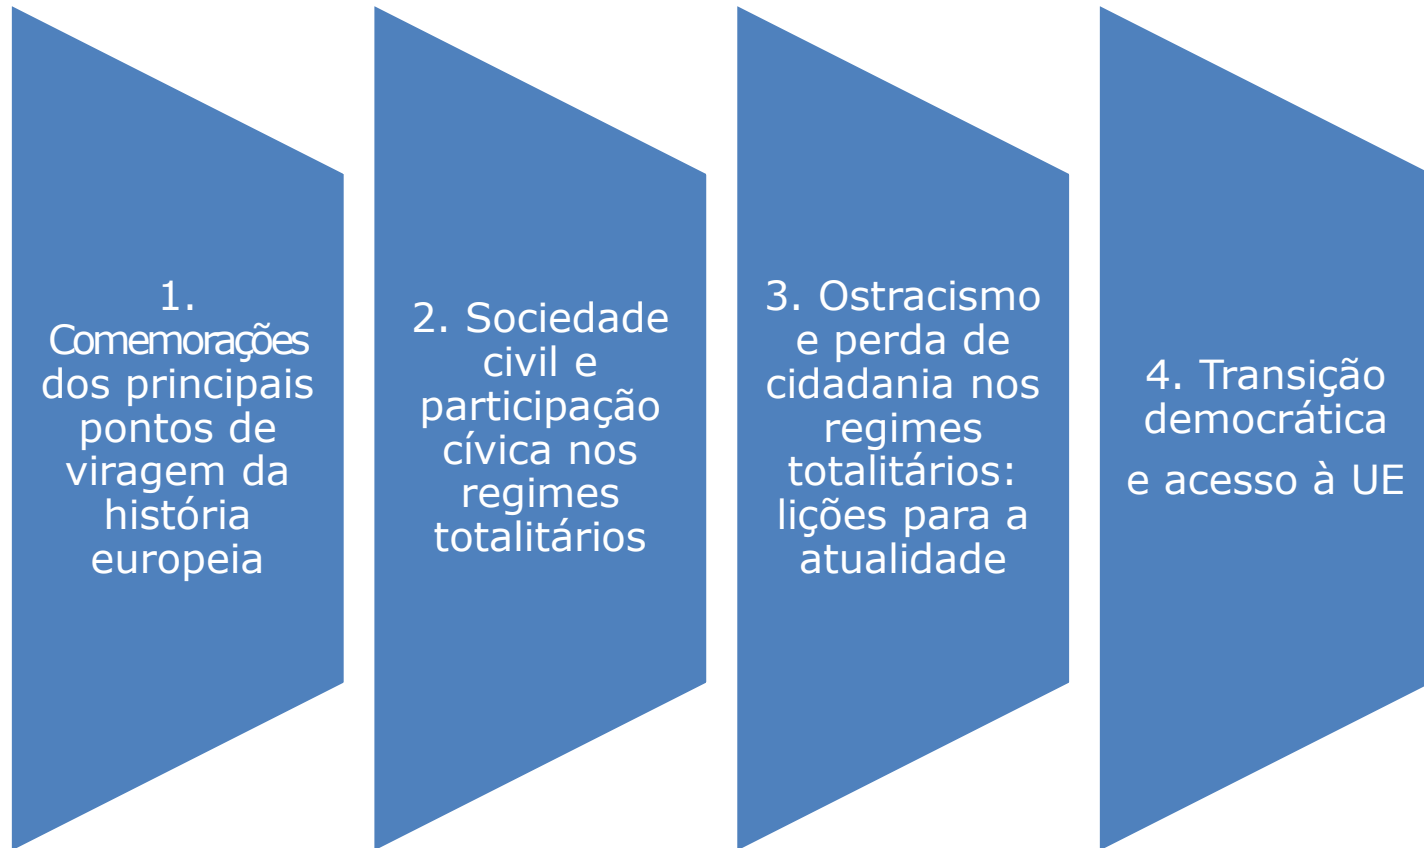 1.
Comemorações
dos principais
pontos de
viragem da
história
europeia
2. Sociedade
civil e
participação
cívica nos
regimes
totalitários
3. Ostracismo
e perda de
cidadania nos
regimes
totalitários:
lições para a
atualidade
4. Transição
democrática
e acesso à UE